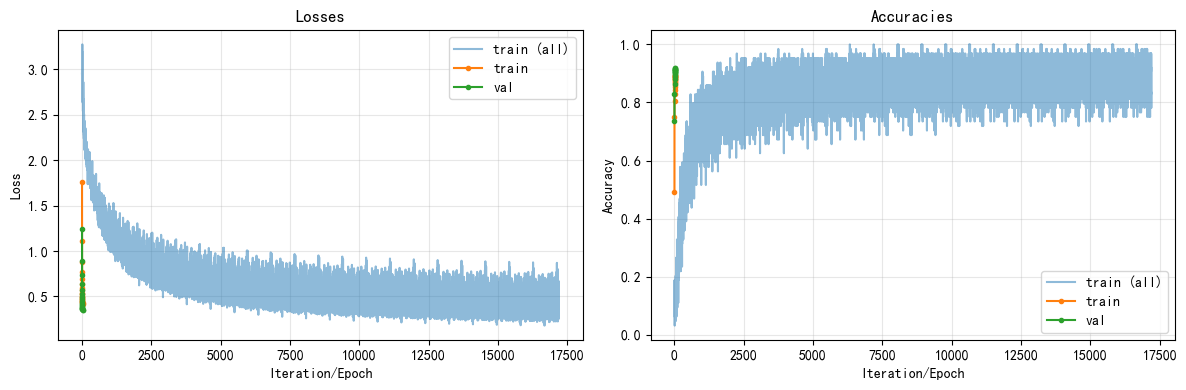 Losses
Loss
3.0
2.5
2.0
1.5
1.0
0.5
0
2500
5000
7500
10000
12500
15000
17500
Iteration/Epoch
train (all)
train
val
Accuracies
Accuracy
1.0
0.8
0.6
0.4
0.2
0.0
0
2500
5000
7500
10000
12500
15000
17500
Iteration/Epoch
train (all)
train
val